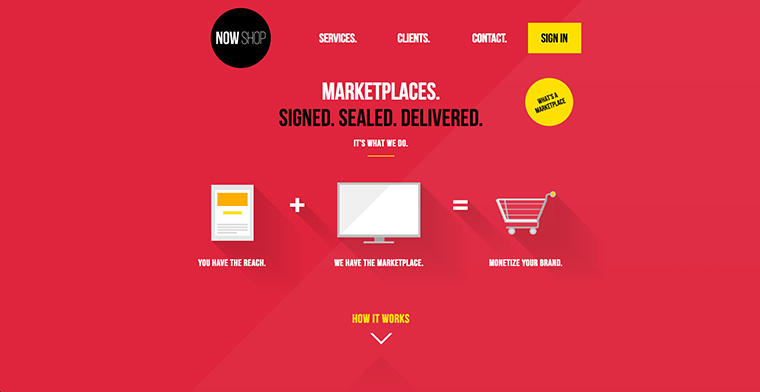 NOW SHOP
SERVICES.
CLIENTS.
CONTACT.
SIGN IN
MARKETPLACES.
SIGNED. SEALED. DELIVERED.
WHAT'S A
MARKETPLACE
IT'S WHAT WE DO.
YOU HAVE THE REACH.
WE HAVE THE MARKETPLACE.
MONETIZE YOUR BRAND.
HOW IT WORKS